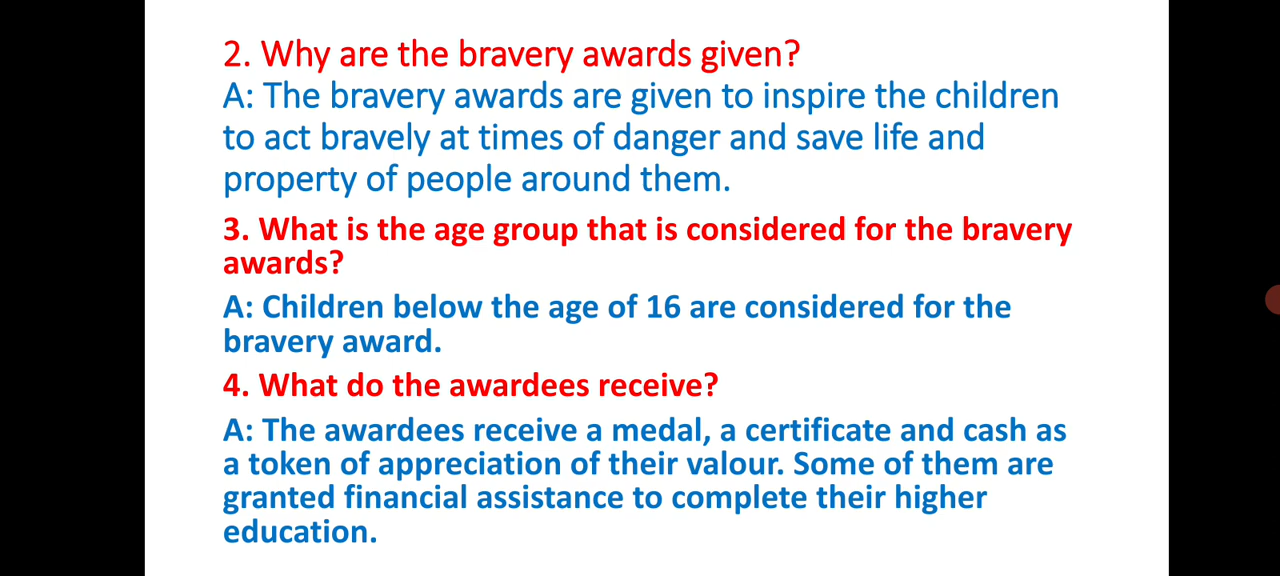 2. Why are the bravery awards given?
A: The bravery awards are given to inspire the children
to act bravely at times of danger and save life and
property of people around them.
3. What is the age group that is considered for the bravery
awards?
A: Children below the age of 16 are considered for the
bravery award.
4. What do the awardees receive?
A: The awardees receive a medal, a certificate and cash as
a token of appreciation of their valour. Some of them are
granted financial assistance to complete their higher
education.